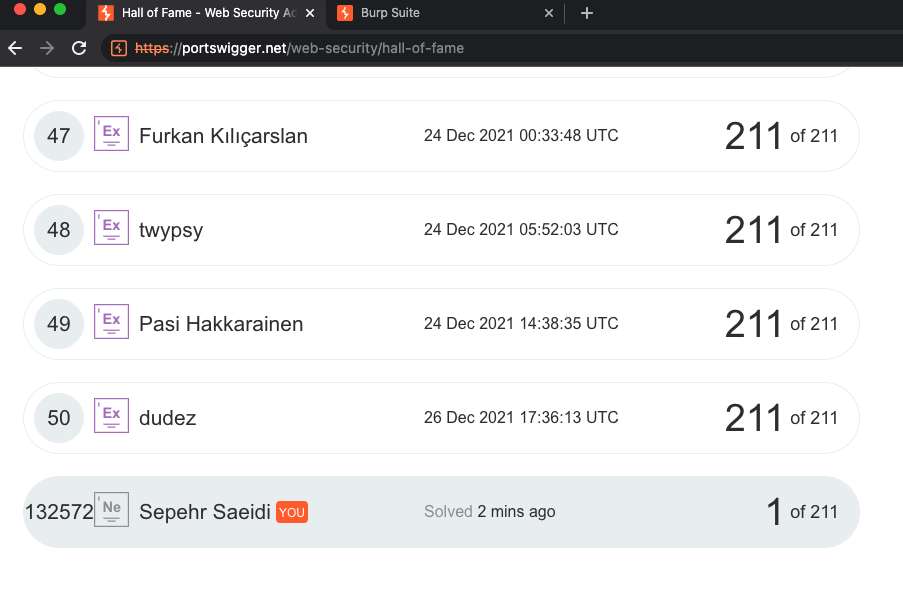 Hall of Fame - Web Security Ac
Burp Suite
https://portswigger.net/web-security/hall-of-fame
47 Ex Furkan Kılıçarslan 24 Dec 2021 00:33:48 UTC 211 of 211
48 Ex twypsy 24 Dec 2021 05:52:03 UTC 211 of 211
49 Ex Pasi Hakkarainen 24 Dec 2021 14:38:35 UTC 211 of 211
50 Ex dudez 26 Dec 2021 17:36:13 UTC 211 of 211
132572 Ne Sepehr Saeidi YOU Solved 2 mins ago 1 of 211